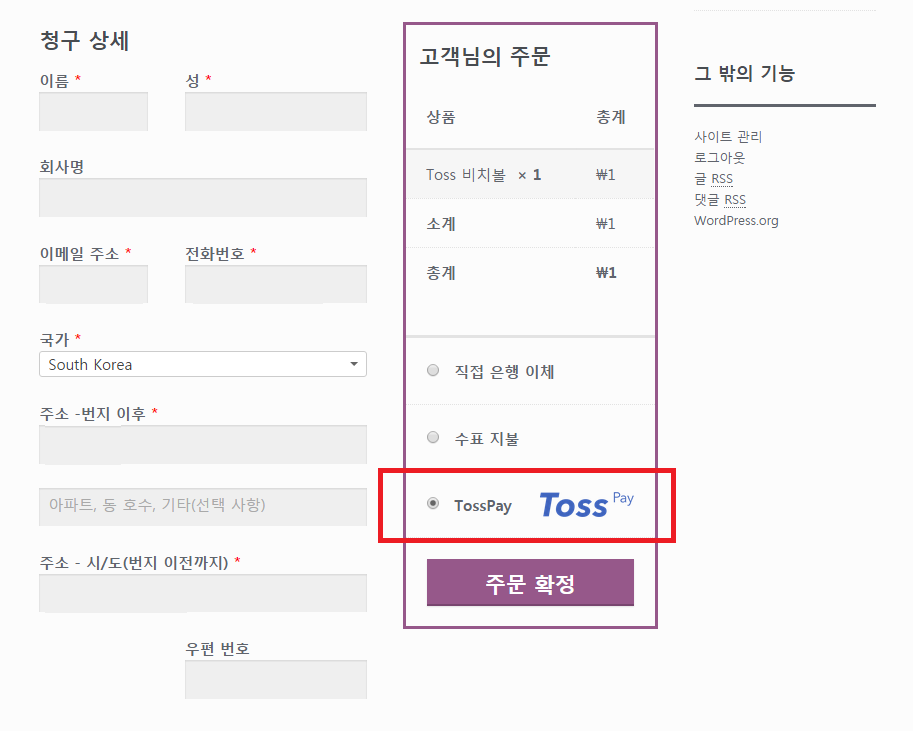 청구 상세
이름 *
성 *
회사명
이메일 주소 *
전화번호 *
국가 *
South Korea
주소 -번지 이후 *
아파트, 동 호수, 기타(선택 사항)
주소 - 시/도(번지 이전까지) *
우편 번호
고객님의 주문
상품 총계
Toss 비치볼 × 1 ₩1
소계 ₩1
총계 ₩1
직접 은행 이체
수표 지불
TossPay Toss Pay
주문 확정
그 밖의 기능
사이트 관리
로그아웃
글 RSS
댓글 RSS
WordPress.org